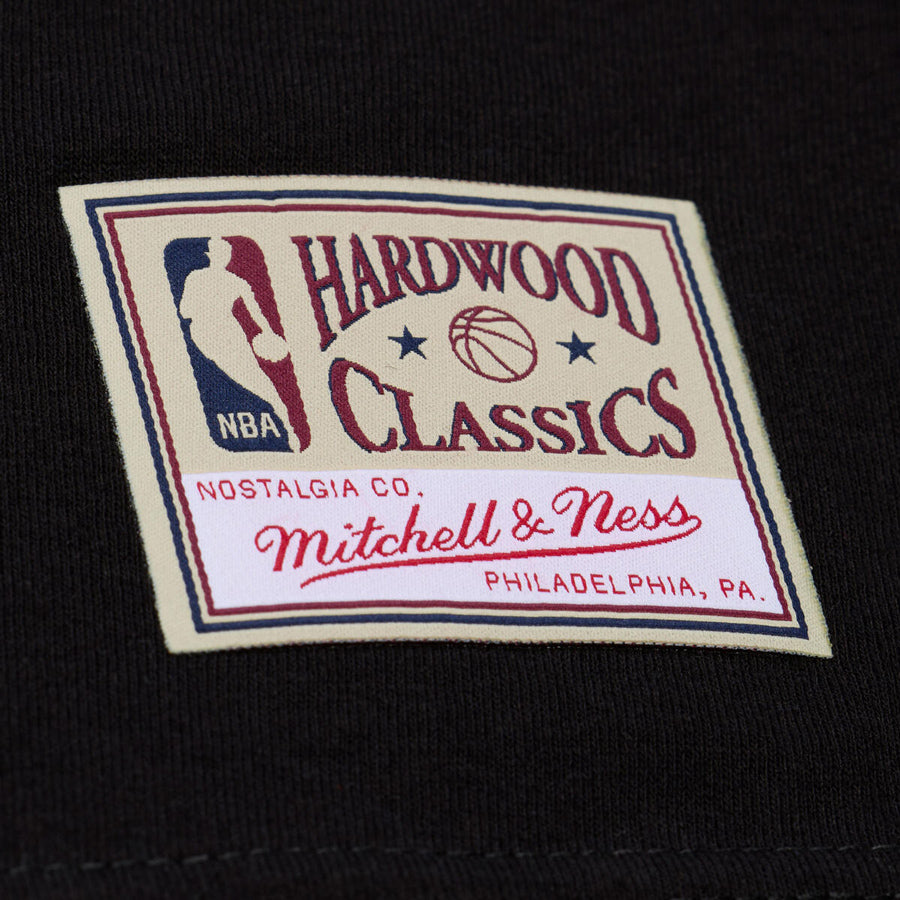 NBA
HARDWOOD
CLASSICS
NOSTALGIA CO.
Mitchell & Ness
PHILADELPHIA, PA.